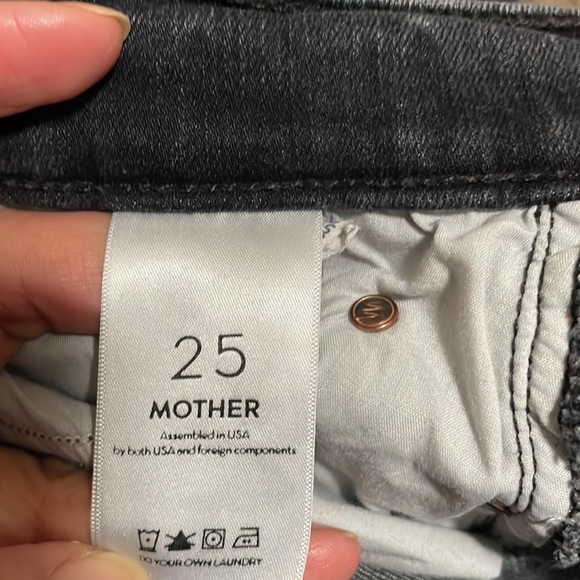 25
MOTHER
Assembled in USA
by both USA and foreign components
DO YOUR OWN LAUNDRY